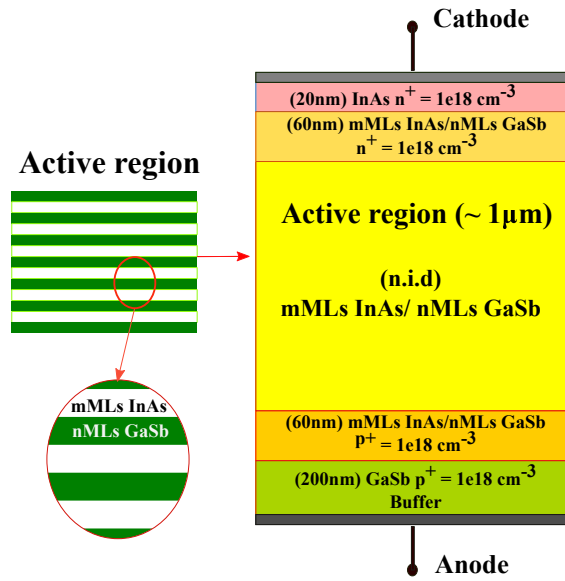 Cathode
(20nm) InAs n⁺ = 1e18 cm⁻³
(60nm) mMLs InAs/nMLs GaSb
n⁺ = 1e18 cm⁻³
Active region
Active region (~ 1μm)
(n.i.d)
mMLs InAs/ nMLs GaSb
mMLs InAs
nMLs GaSb
(60nm) mMLs InAs/nMLs GaSb
p⁺ = 1e18 cm⁻³
(200nm) GaSb p⁺ = 1e18 cm⁻³
Buffer
Anode